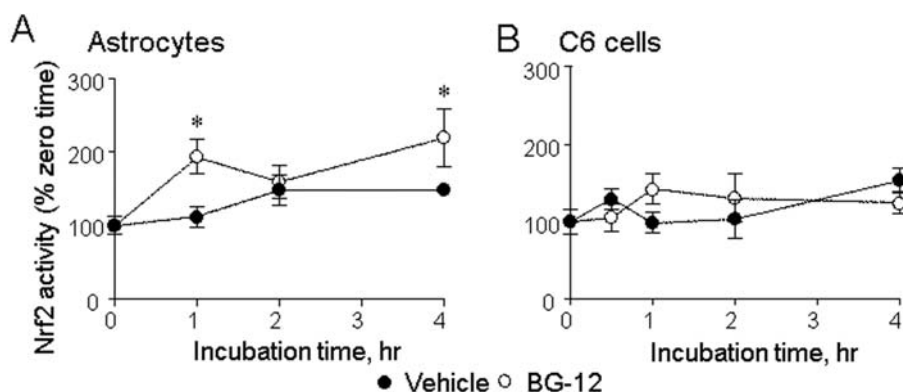 A
Astrocytes
B
C6 cells
Nrf2 activity (% zero time)
300
200
100
0
*
*
0 1 2 3 4
Incubation time, hr
300
200
100
0
0 1 2 3 4
Incubation time, hr
Vehicle BG-12